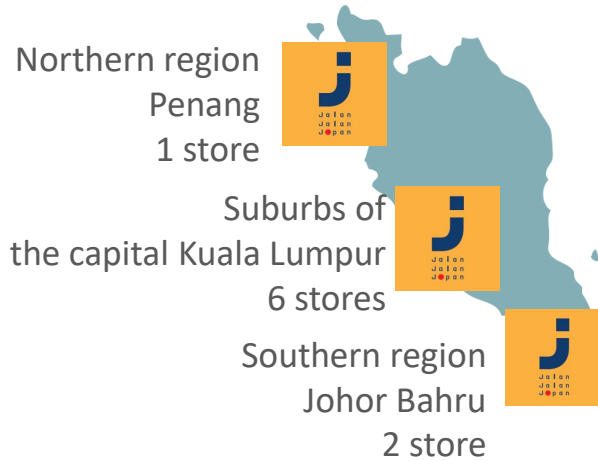 Northern region
Penang
1 store
j
Jalan
Jalan
Japan
Suburbs of
the capital Kuala Lumpur
6 stores
j
Jalan
Jalan
Japan
Southern region
Johor Bahru
2 store
j
Jalan
Jalan
Japan